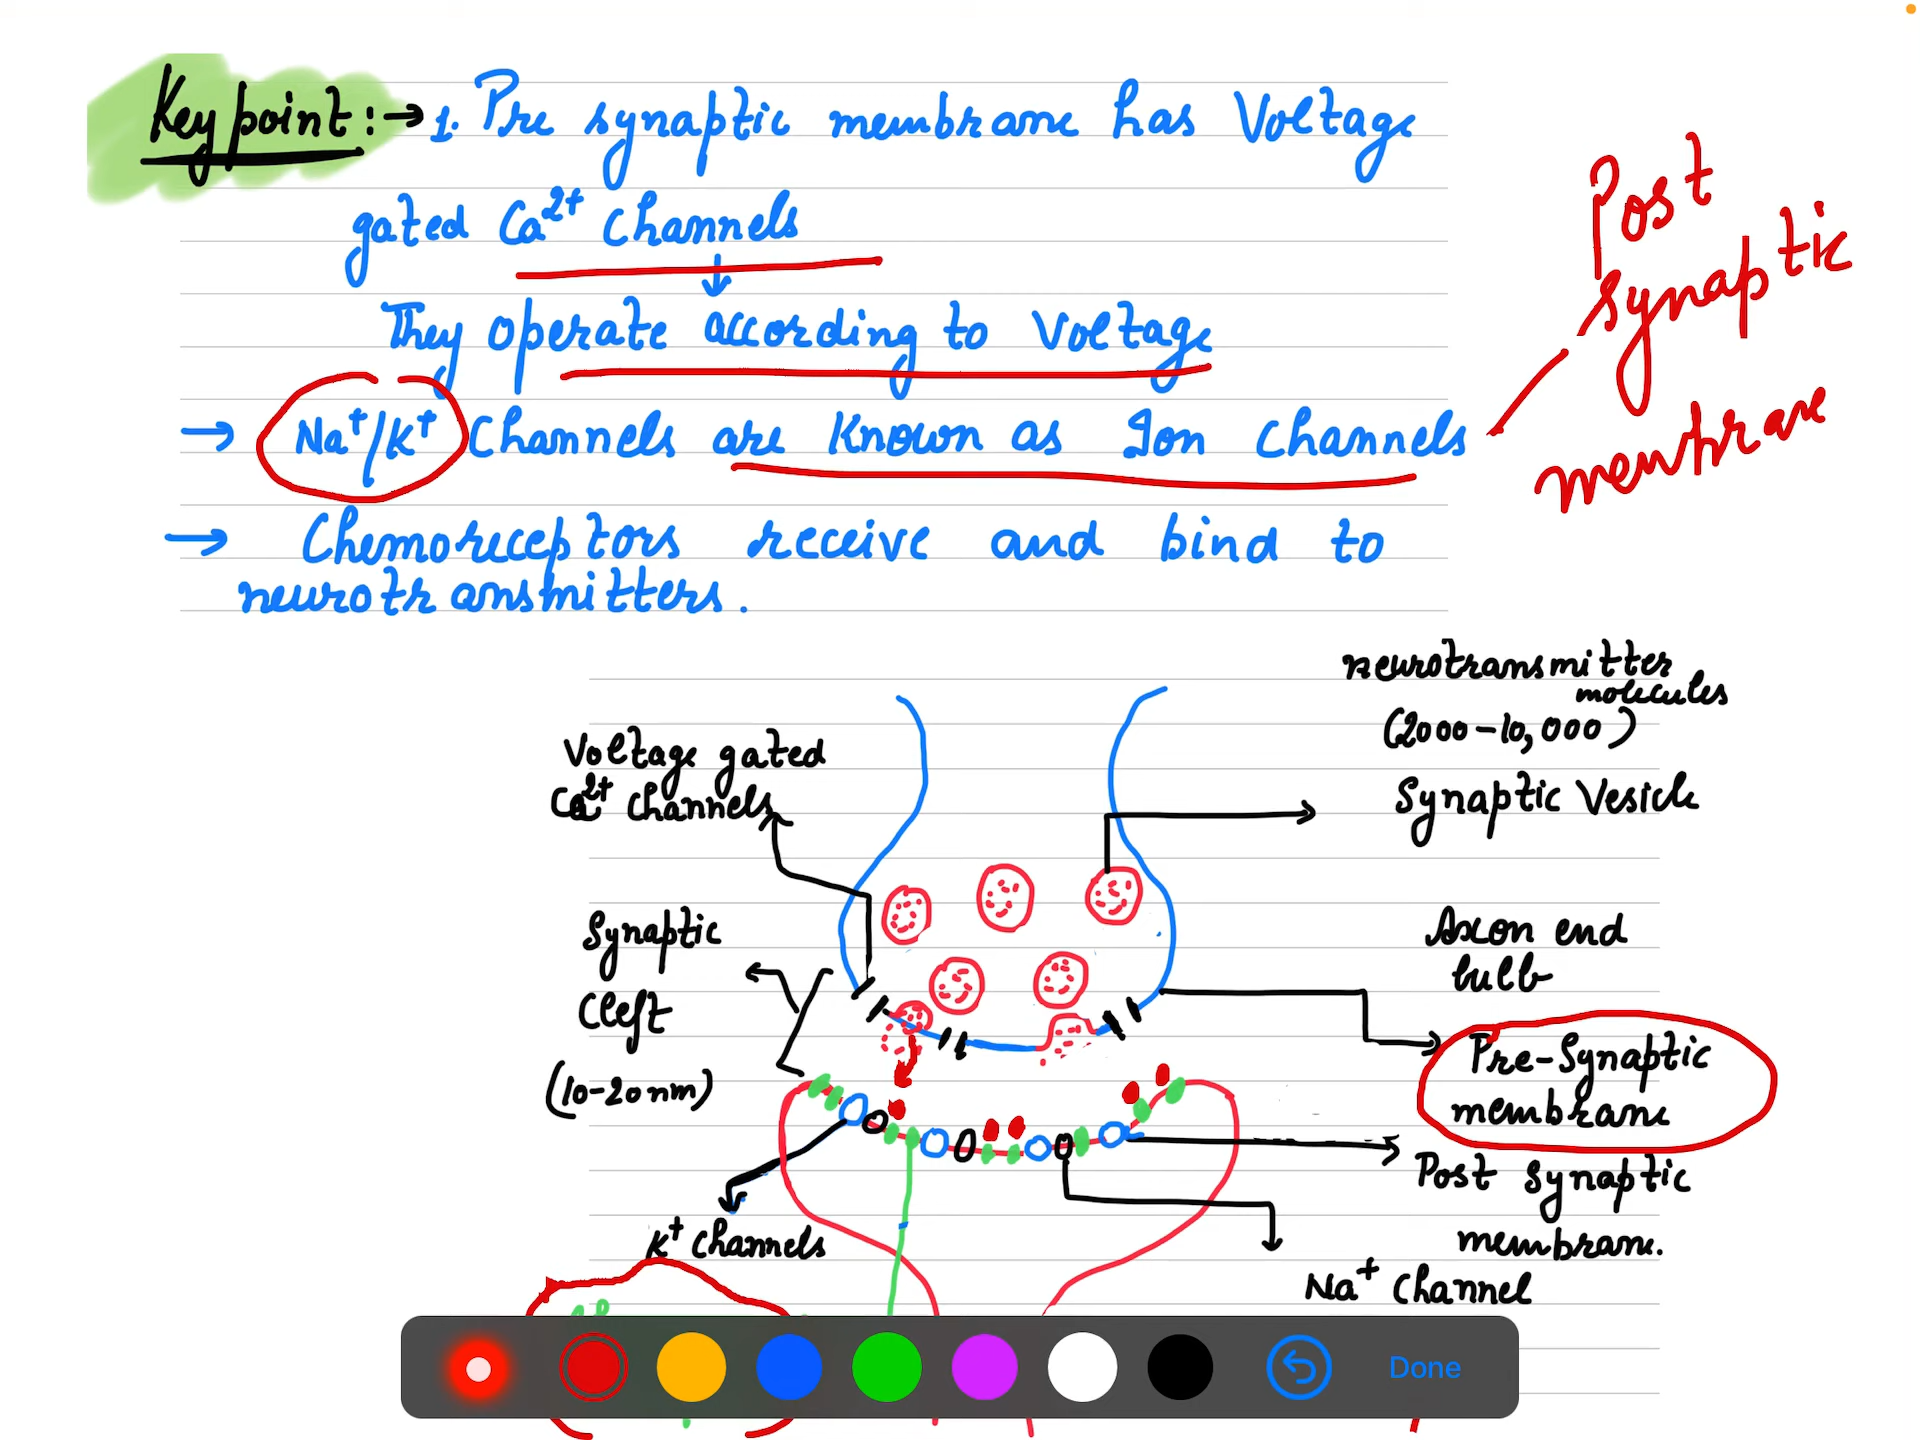 Key point :→ 1. Pre synaptic membrane has Voltage
gated Ca²⁺ channels
They operate according to Voltage
→ Na⁺/K⁺ Channels are Known as Ion channels
Post
synaptic
membrane
→ Chemoreceptors receive and bind to
neurotransmitters.
neurotransmitter
molecules
(2000-10,000)
Voltage gated
Ca²⁺ channels
Synaptic Vesicle
Synaptic
Cleft
(10-20nm)
Axon end
bulb
Pre-Synaptic
membrane
Post synaptic
membrane.
K⁺ channels
Na⁺ channel
Done